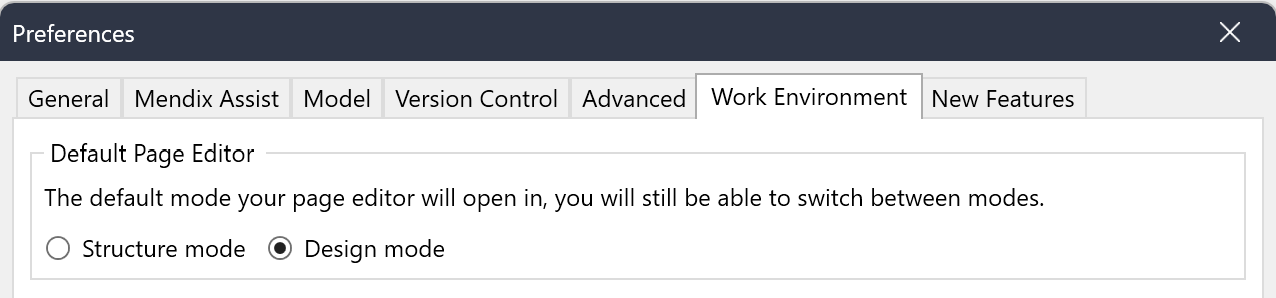 Preferences
General Mendix Assist Model Version Control Advanced Work Environment New Features
Default Page Editor
The default mode your page editor will open in, you will still be able to switch between modes.
Structure mode Design mode